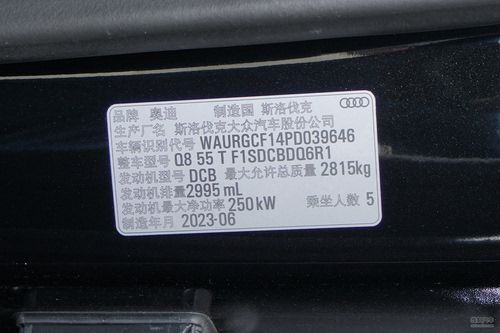 品牌 奥迪 制造国 斯洛伐克
生产厂名 斯洛伐克大众汽车股份公司
车辆识别代号 WAURGCF14PD039646
整车型号 Q8 55 T F1SDCBDQ6R1
发动机型号 DCB 最大允许总质量 2815kg
发动机排量 2995 mL
发动机最大净功率 250 kW 乘坐人数 5
制造年月 2023-06